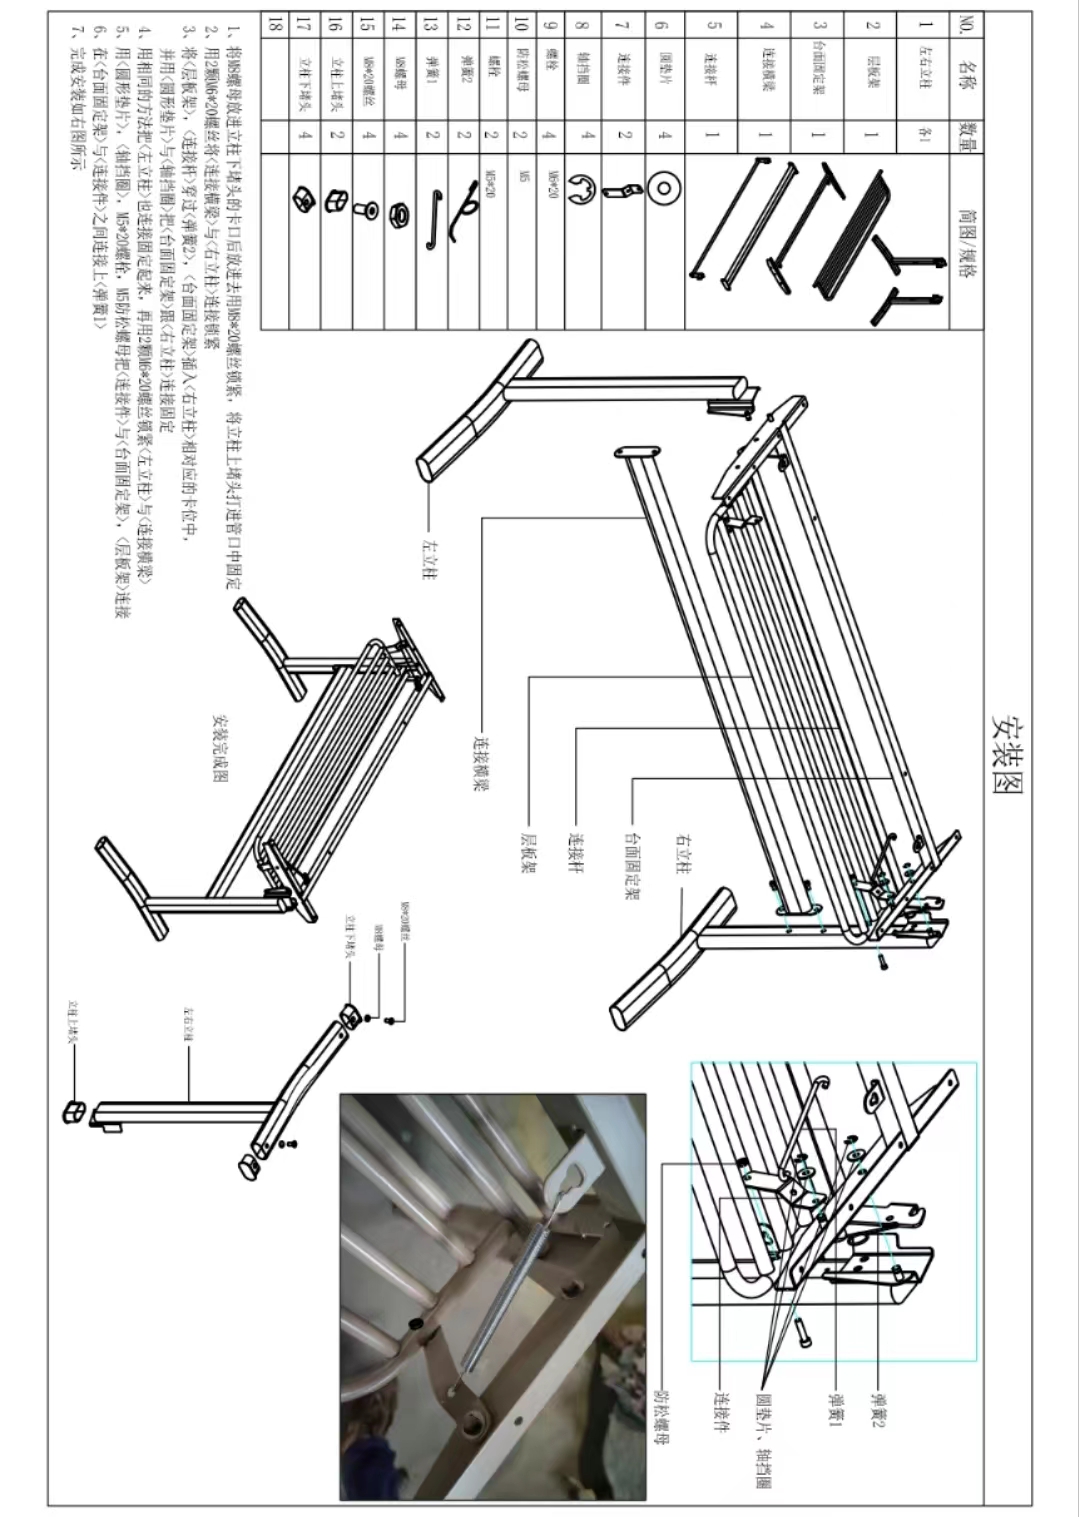 安装图
NO. 名称 数量 简图/规格
1 左右立柱 各1
2 层板架 1
3 台面固定架 1
4 连接横梁 1
5 连接杆 1
6 圆垫片 4
7 连接件 2
8 轴挡圈 4
9 螺栓 4 M6*20
10 防松螺母 2 M5
11 螺栓 2 M5*20
12 弹簧2 2
13 弹簧1 2
14 M8螺母 4
15 M8*20螺丝 4
16 立柱上堵头 2
17 立柱下堵头 4
18
1、将M8螺母放进立柱下堵头的卡口后放进去用M8*20螺丝锁紧，将立柱上堵头打进管口中固定
2、用2颗M6*20螺丝将<连接横梁>与<右立柱>连接锁紧
3、将<层板架>,<连接杆>穿过<弹簧2>,<台面固定架>插入<右立柱>相对应的卡位中，
并用<圆形垫片>与<轴挡圈>把<台面固定架>跟<右立柱>连接固定
4、用相同的方法把<左立柱>也连接固定起来，再用2颗M6*20螺丝锁紧<左立柱>与<连接横梁>
5、用<圆形垫片>,<轴挡圈>，M5*20螺栓，M5防松螺母把<连接件>与<台面固定架>,<层板架>连接
6、在<台面固定架>与<连接件>之间连接上<弹簧1>
7、完成安装如右图所示
左立柱
连接横梁
层板架
连接杆
台面固定架
右立柱
安装完成图
M8*20螺丝
M8螺母
立柱下堵头
左右立柱
立柱上堵头
弹簧2
弹簧1
圆垫片、轴挡圈
连接件
防松螺母